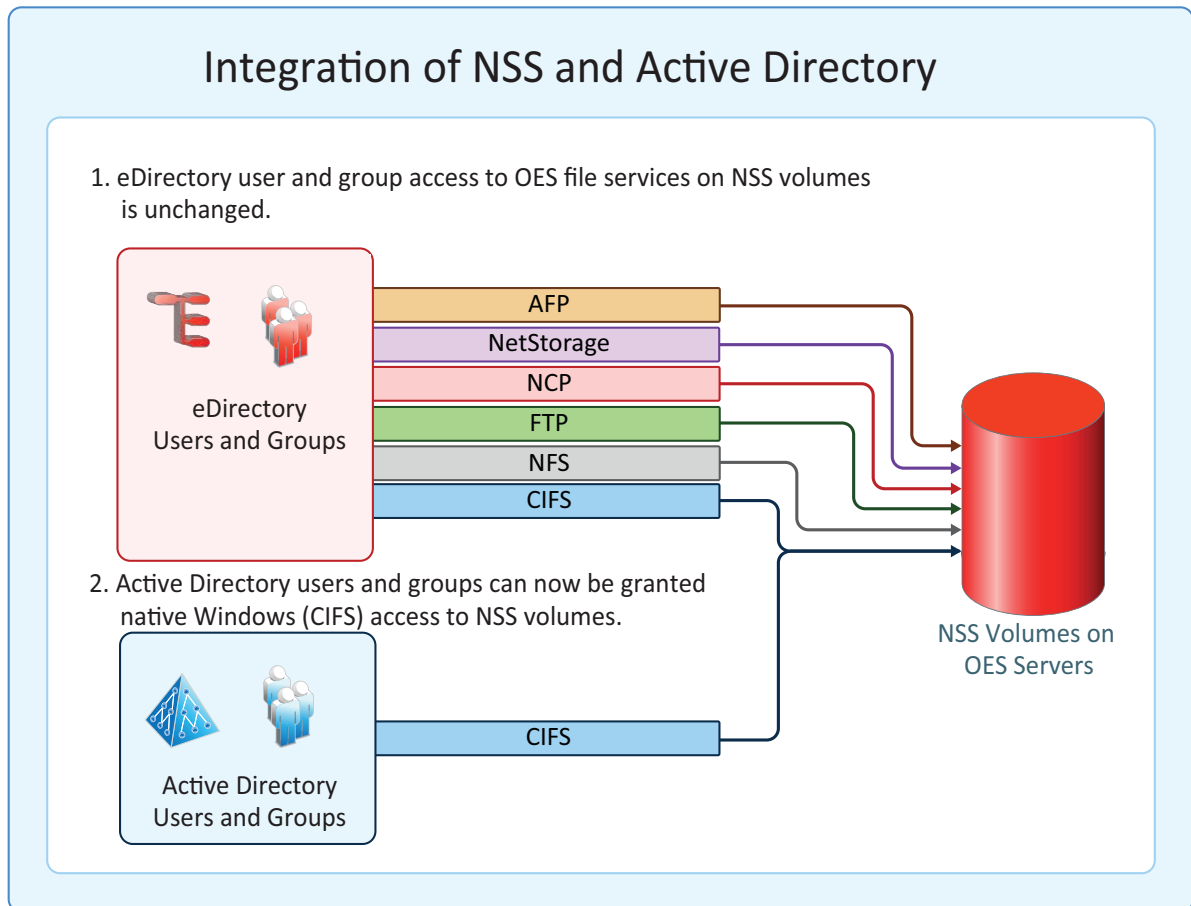 Integration of NSS and Active Directory
1. eDirectory user and group access to OES file services on NSS volumes
is unchanged.
eDirectory
Users and Groups
AFP
NetStorage
NCP
FTP
NFS
CIFS
NSS Volumes on
OES Servers
2. Active Directory users and groups can now be granted
native Windows (CIFS) access to NSS volumes.
Active Directory
Users and Groups
CIFS